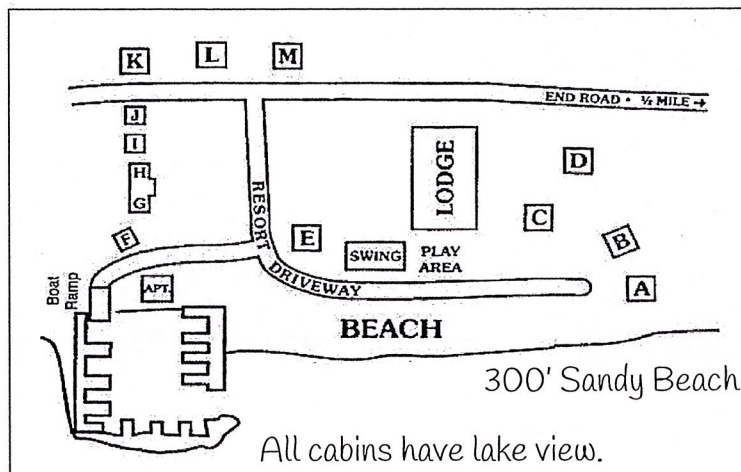 K
L
M
END ROAD • ½ MILE →
J
I
H
G
F
RESORT
DRIVEWAY
LODGE
D
C
B
A
E
SWING
PLAY
AREA
Boat
Ramp
APT.
BEACH
300' Sandy Beach
All cabins have lake view.